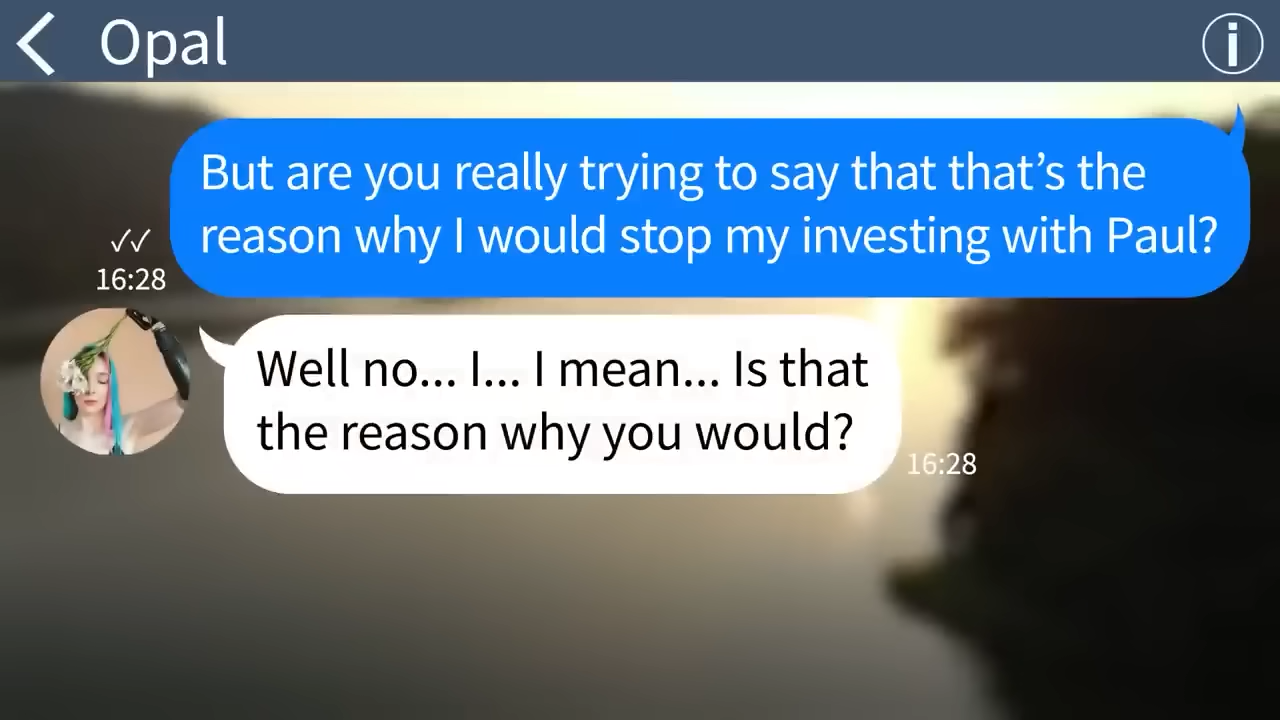 Opal
But are you really trying to say that that’s the
reason why I would stop my investing with Paul?
16:28
Well no... I... I mean... Is that
the reason why you would?
16:28